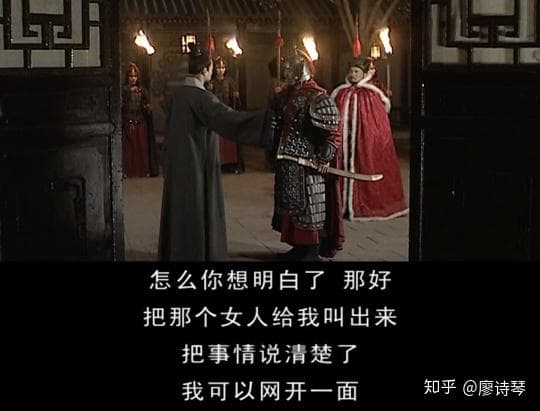 怎么你想明白了 那好
把那个女人给我叫出来
把事情说清楚了
我可以网开一面
知乎 @廖诗琴